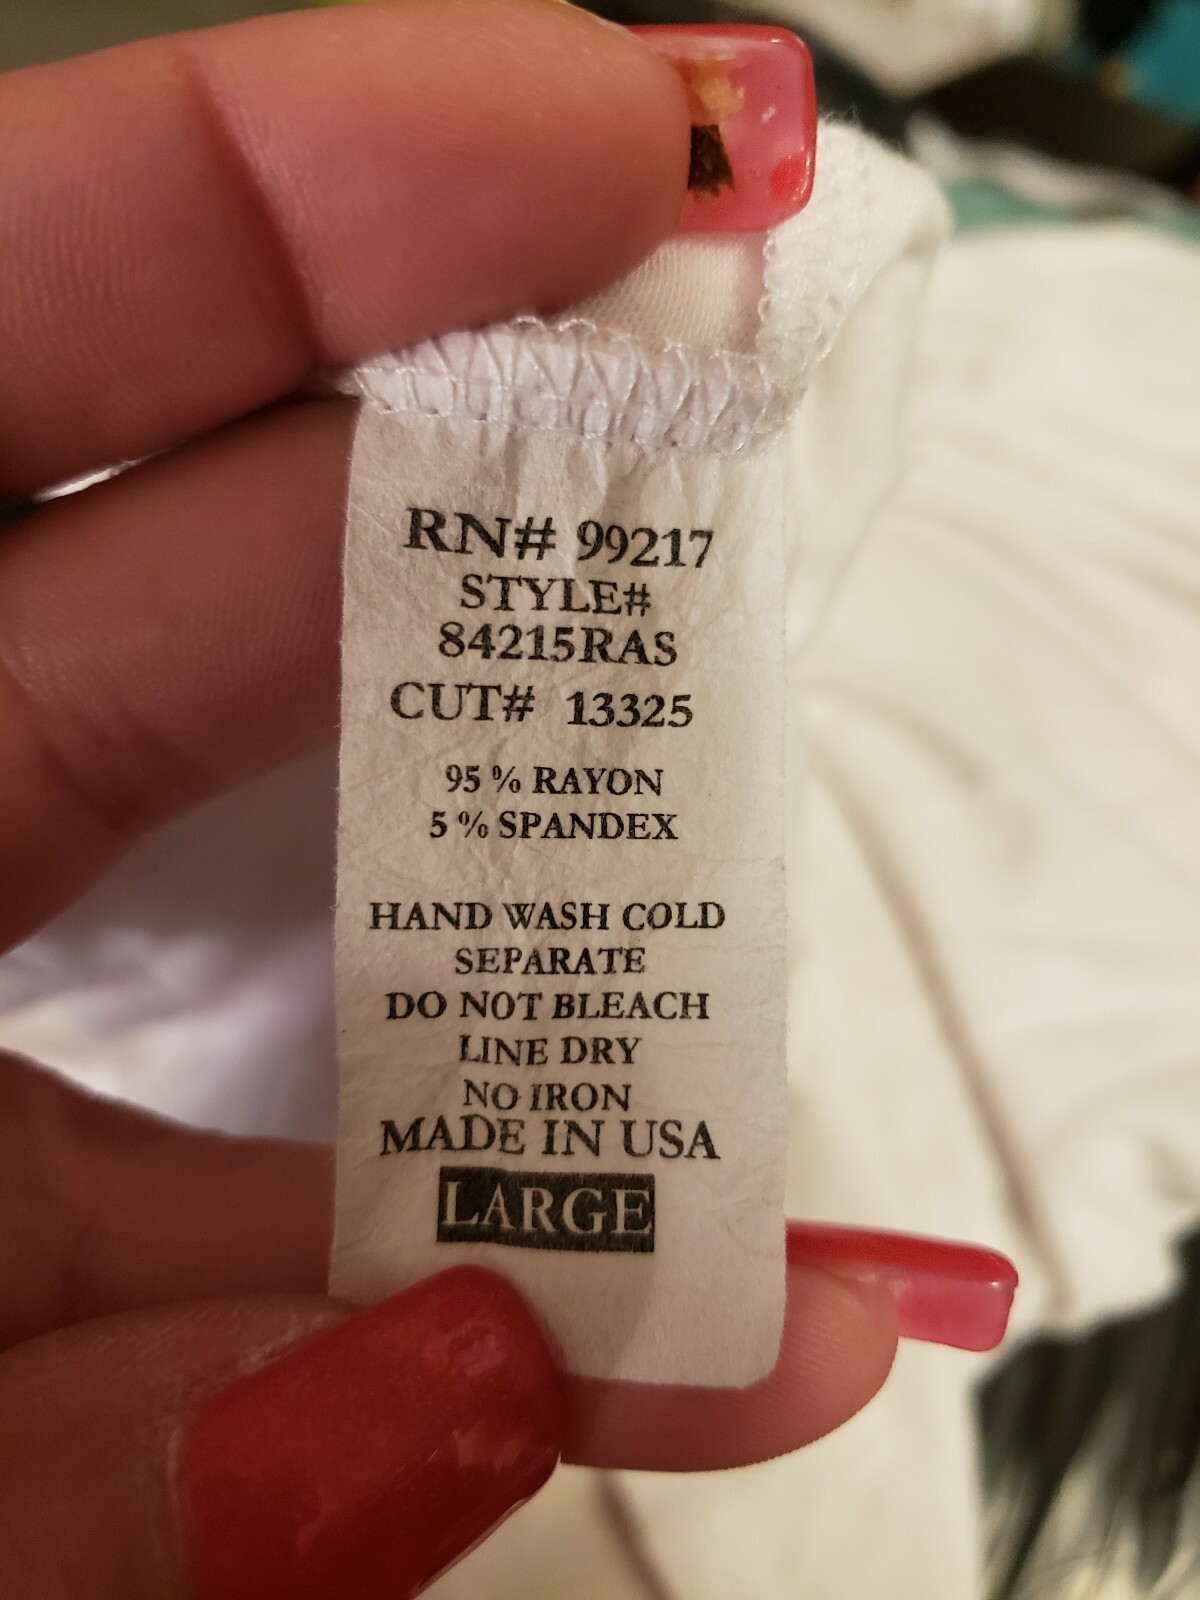 RN# 99217
STYLE#
84215RAS
CUT# 13325
95 % RAYON
5 % SPANDEX
HAND WASH COLD
SEPARATE
DO NOT BLEACH
LINE DRY
NO IRON
MADE IN USA
LARGE